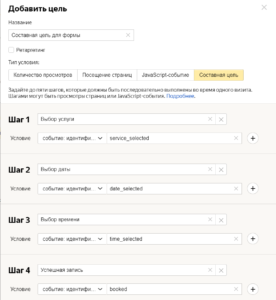 Добавить цель
Название
Составная цель для формы
Ретаргетинг
Тип условия:
Количество просмотров
Посещение страниц
JavaScript-событие
Составная цель
Задайте до пяти шагов, которые должны быть последовательно выполнены во время одного визита.
Шагами могут быть просмотры страниц или JavaScript-события. Подробнее.
Шаг 1
Выбор услуги
Условие
событие: идентифи...
service_selected
Шаг 2
Выбор даты
Условие
событие: идентифи...
date_selected
Шаг 3
Выбор времени
Условие
событие: идентифи...
time_selected
Шаг 4
Успешная запись
Условие
событие: идентифи...
booked